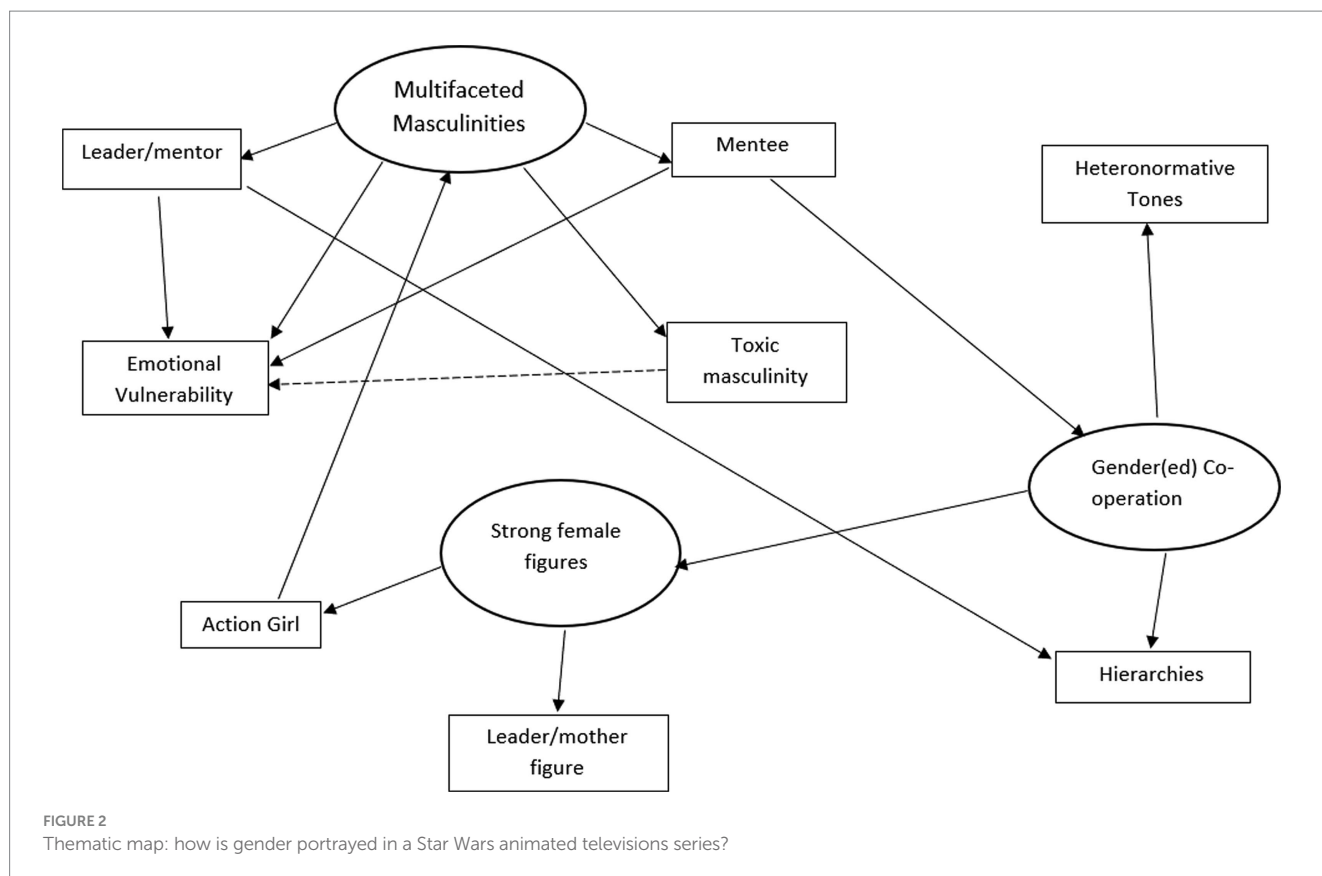 Multifaceted
Masculinities
Leader/mentor
Mentee
Heteronormative
Tones
Emotional
Vulnerability
Toxic
masculinity
Gender(ed) Co-
operation
Strong female
figures
Action Girl
Hierarchies
Leader/mother
figure
FIGURE 2
Thematic map: how is gender portrayed in a Star Wars animated televisions series?